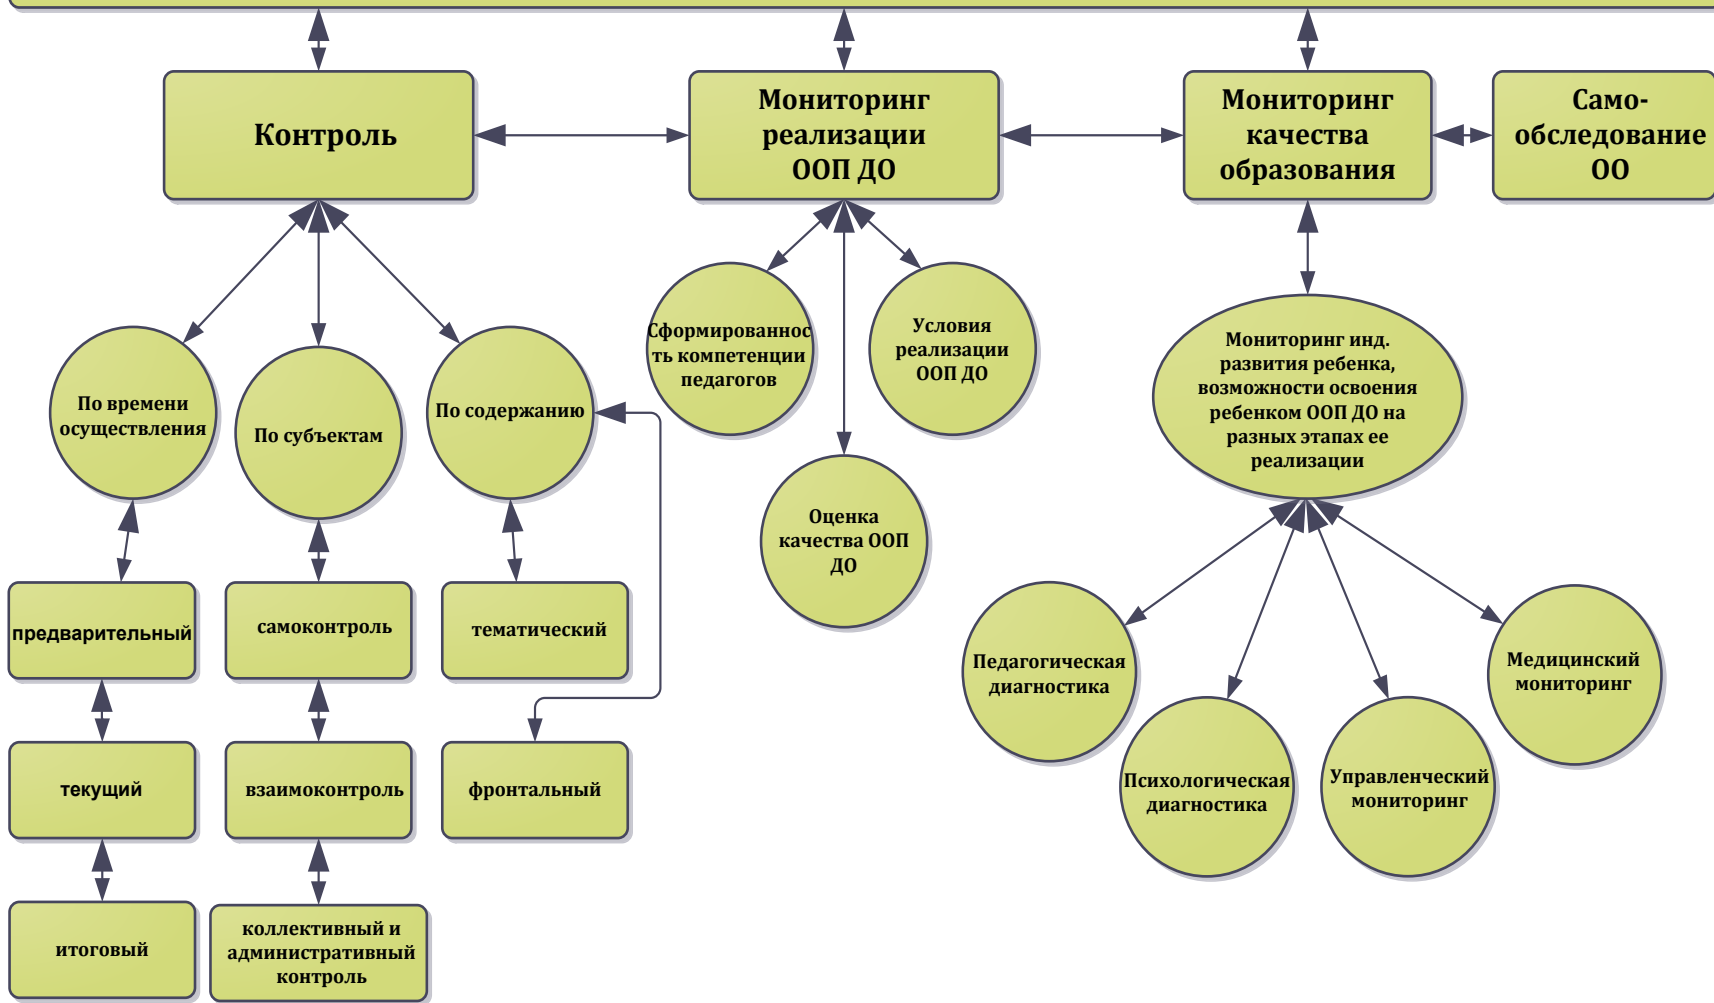 Контроль
Мониторинг
реализации
ООП ДО
Мониторинг
качества
образования
Само-
обследование
ОО
По времени
осуществления
По субъектам
По содержанию
Сформированнос
ть компетенции
педагогов
Условия
реализации
ООП ДО
Оценка
качества ООП
ДО
Мониторинг инд.
развития ребенка,
возможности освоения
ребенком ООП ДО на
разных этапах ее
реализации
предварительный
самоконтроль
тематический
Педагогическая
диагностика
Медицинский
мониторинг
текущий
взаимоконтроль
фронтальный
Психологическая
диагностика
Управленческий
мониторинг
итоговый
коллективный и
административный
контроль